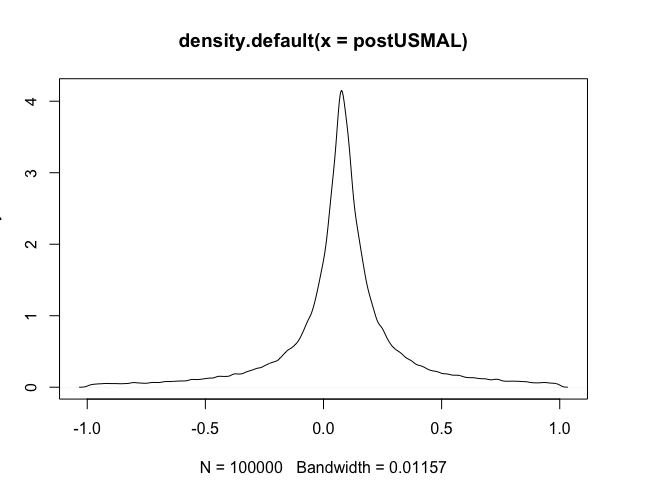 density.default(x = postUSMAL)
4
3
2
1
0
-1.0 -0.5 0.0 0.5 1.0
N = 100000 Bandwidth = 0.01157